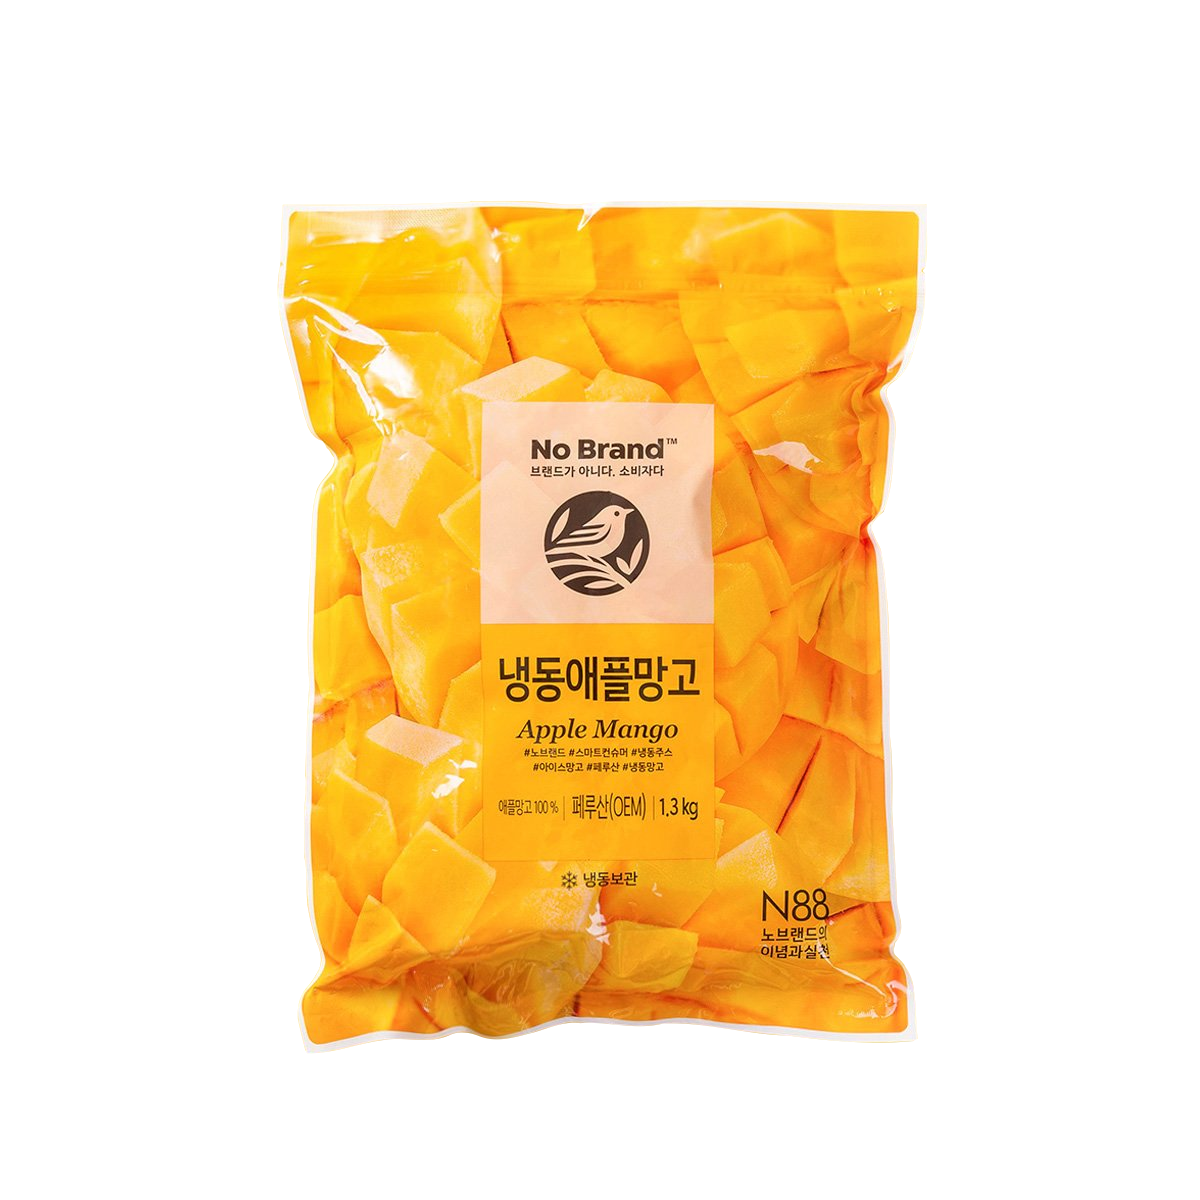 No Brand™
브랜드가 아니다. 소비자다
냉동애플망고
Apple Mango
#노브랜드 #스마트컨슈머 #냉동주스
#아이스망고 #페루산 #냉동망고
애플망고 100 % | 페루산(OEM) | 1.3 kg
냉동보관
N88
노브랜드의
이념과실천